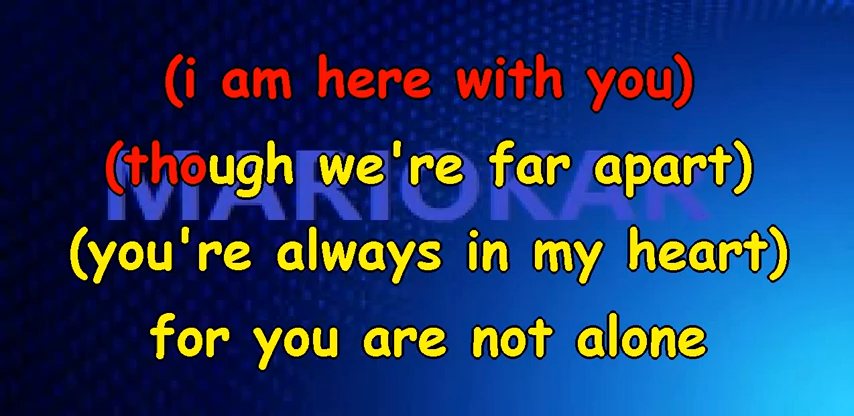 (i am here with you)
(though we're far apart)
MARIOKAR
(you're always in my heart)
for you are not alone